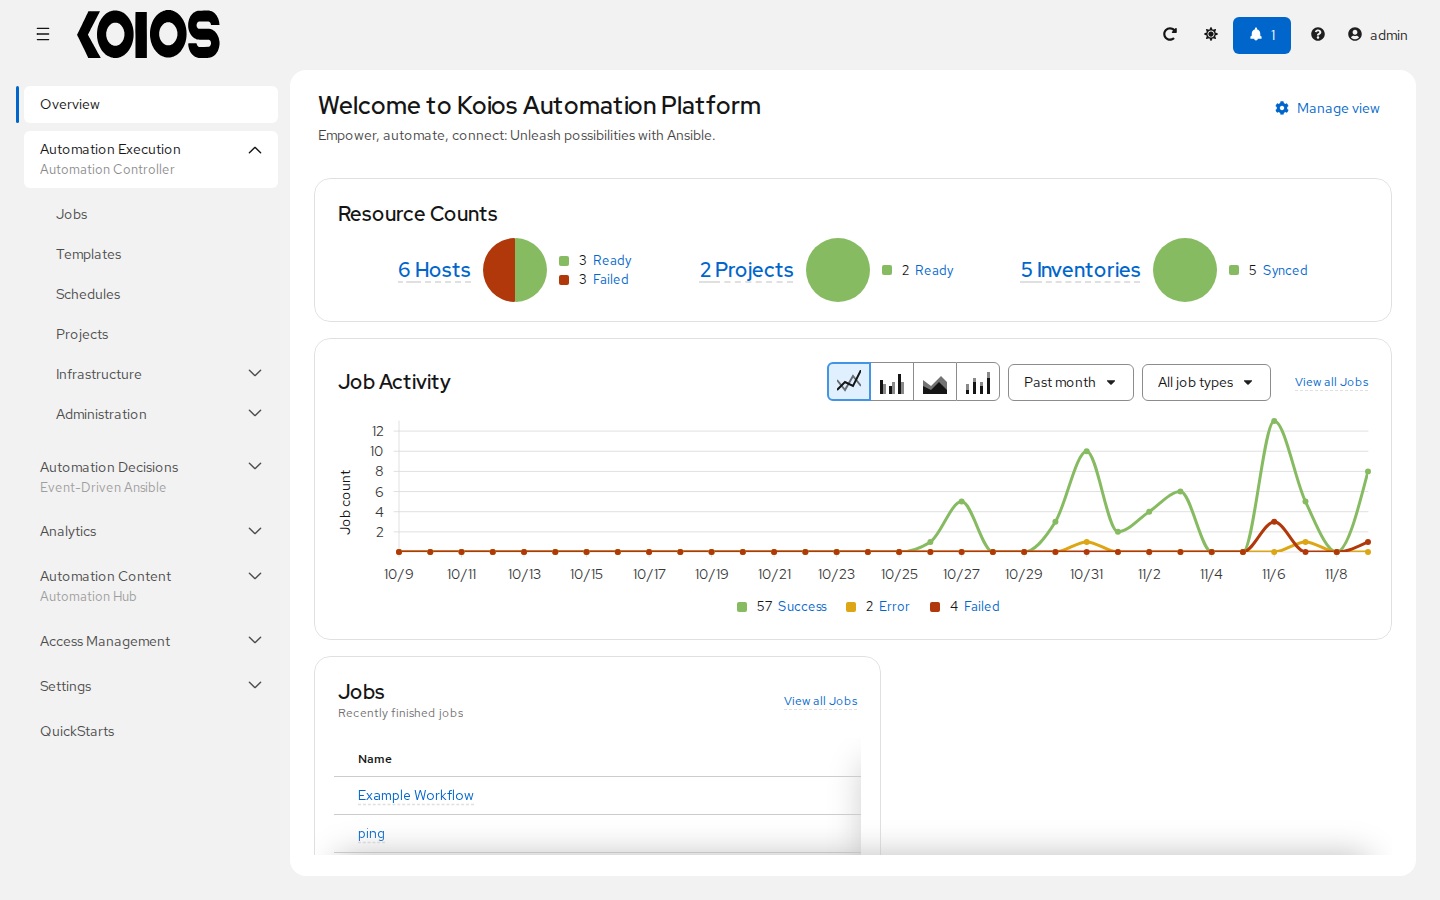 KOIOS
1
admin
Overview
Automation Execution
Automation Controller
Jobs
Templates
Schedules
Projects
Infrastructure
Administration
Automation Decisions
Event-Driven Ansible
Analytics
Automation Content
Automation Hub
Access Management
Settings
QuickStarts
Welcome to Koios Automation Platform
Empower, automate, connect: Unleash possibilities with Ansible.
Manage view
Resource Counts
6 Hosts
3 Ready
3 Failed
2 Projects
2 Ready
5 Inventories
5 Synced
Job Activity
Past month
All job types
View all Jobs
Job count
12
10
8
6
4
2
10/9 10/11 10/13 10/15 10/17 10/19 10/21 10/23 10/25 10/27 10/29 10/31 11/2 11/4 11/6 11/8
57 Success 2 Error 4 Failed
Jobs
Recently finished jobs
View all Jobs
Name
Example Workflow
ping